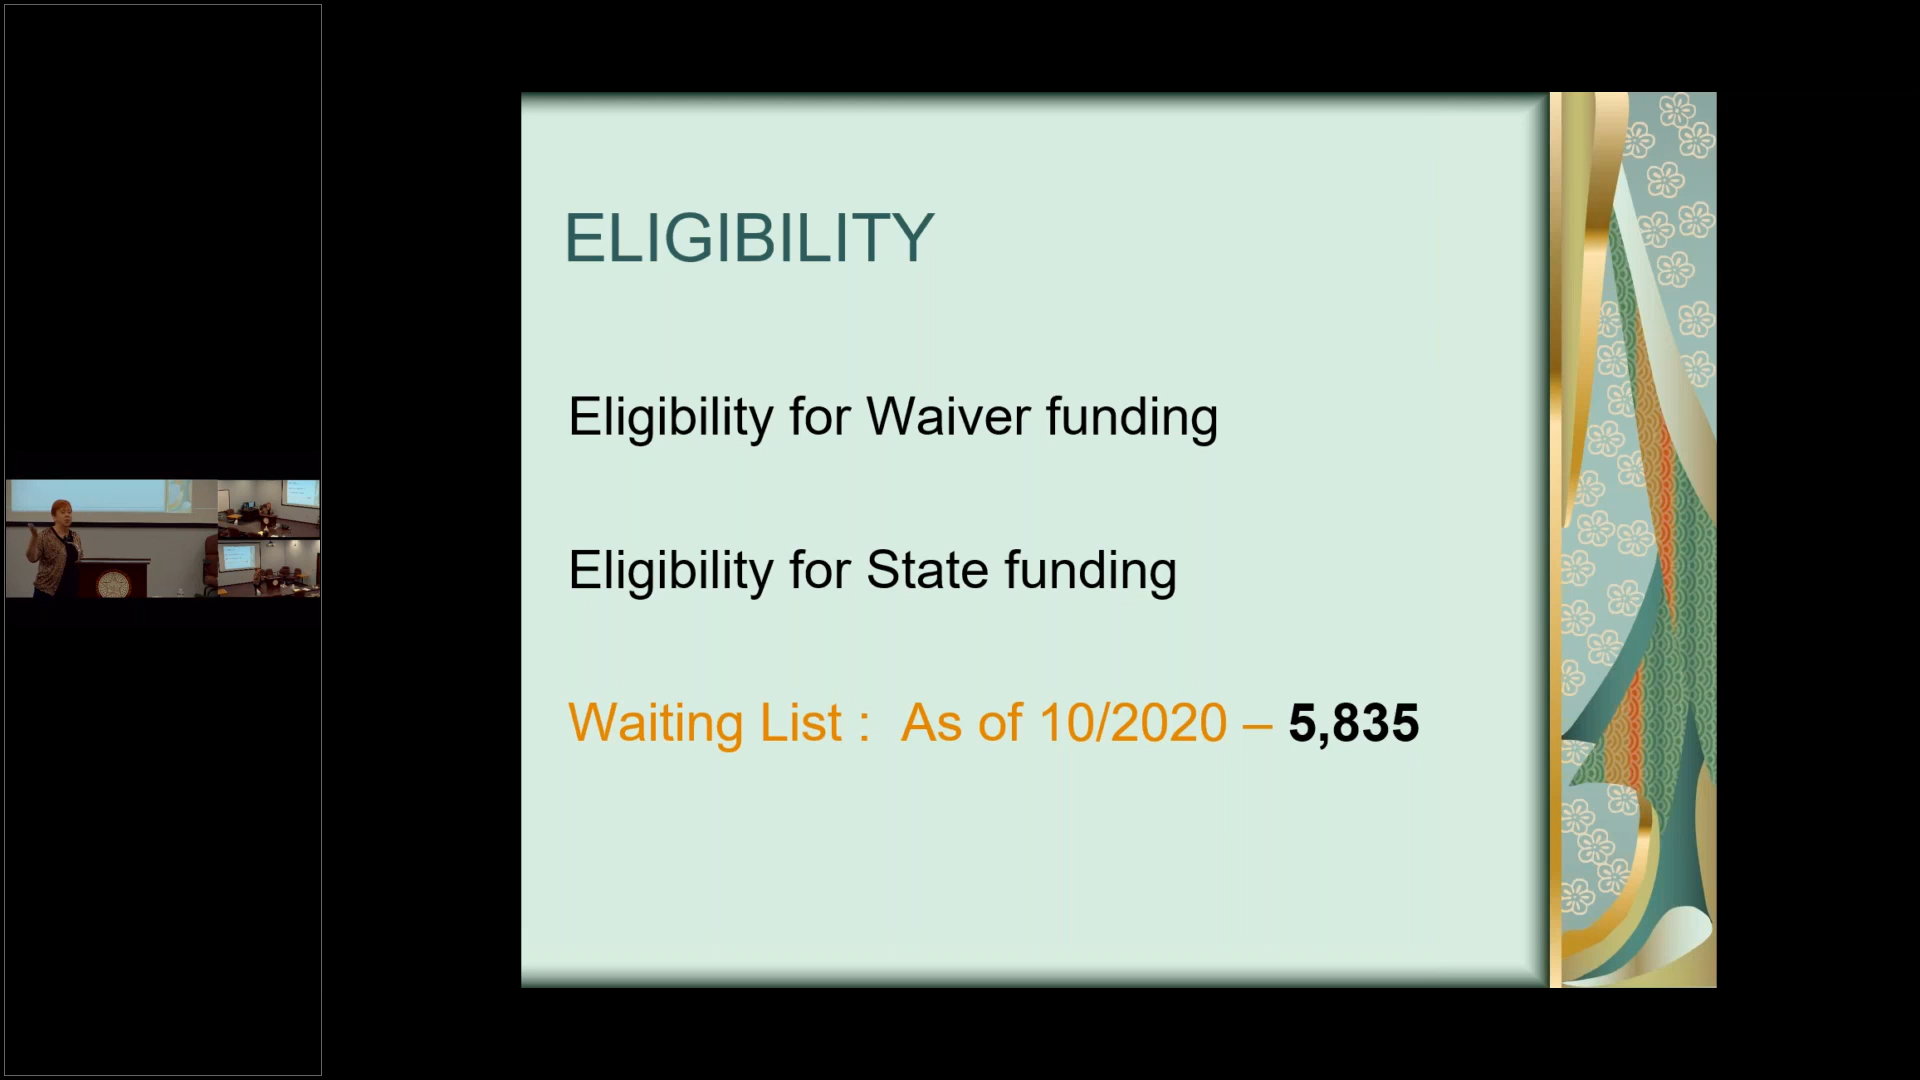 ELIGIBILITY
Eligibility for Waiver funding
Eligibility for State funding
Waiting List : As of 10/2020 – 5,835